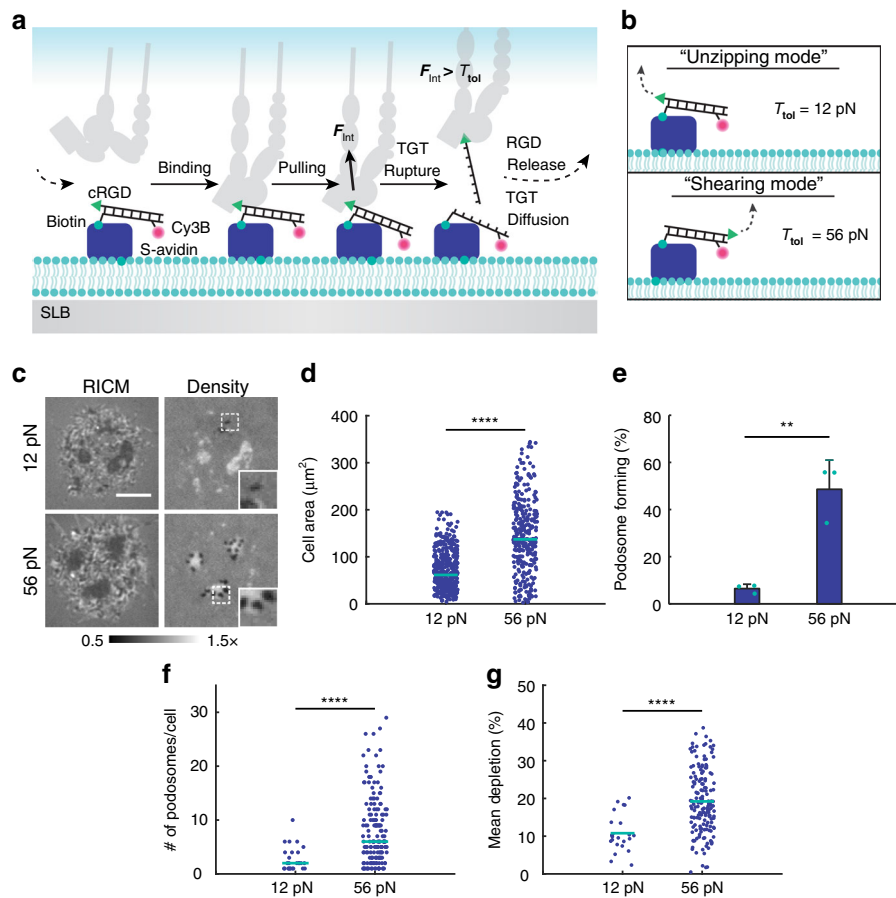 a
F_Int > T_tol
F_Int
Binding
Pulling
TGT
Rupture
RGD
Release
cRGD
Biotin
Cy3B
S-avidin
TGT
Diffusion
SLB
b
“Unzipping mode”
T_tol = 12 pN
“Shearing mode”
T_tol = 56 pN
c
RICM
Density
12 pN
56 pN
0.5
1.5×
d
Cell area (μm²)
400
300
200
100
0
****
12 pN
56 pN
e
Podosome forming (%)
80
60
40
20
0
**
12 pN
56 pN
f
# of podosomes/cell
30
20
10
0
****
12 pN
56 pN
g
Mean depletion (%)
50
40
30
20
10
0
****
12 pN
56 pN